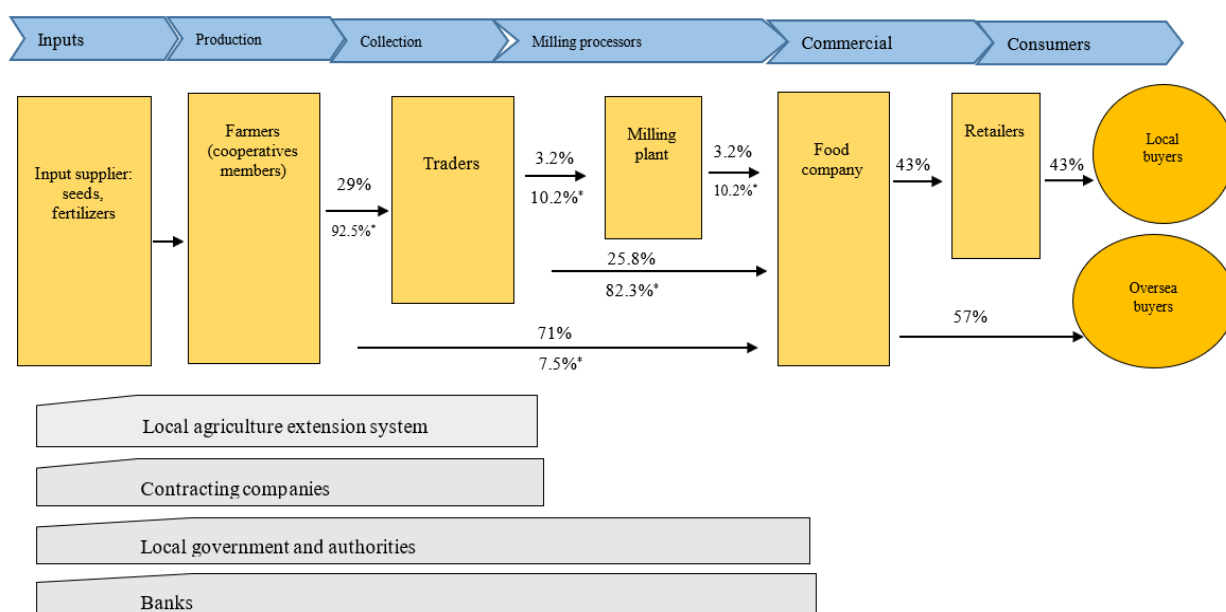 Inputs
Production
Collection
Milling processors
Commercial
Consumers
Input supplier:
seeds,
fertilizers
Farmers
(cooperatives
members)
29%
92.5%*
Traders
3.2%
10.2%*
Milling
plant
3.2%
10.2%*
25.8%
82.3%*
71%
7.5%*
Food
company
43%
Retailers
43%
Local
buyers
57%
Oversea
buyers
Local agriculture extension system
Contracting companies
Local government and authorities
Banks